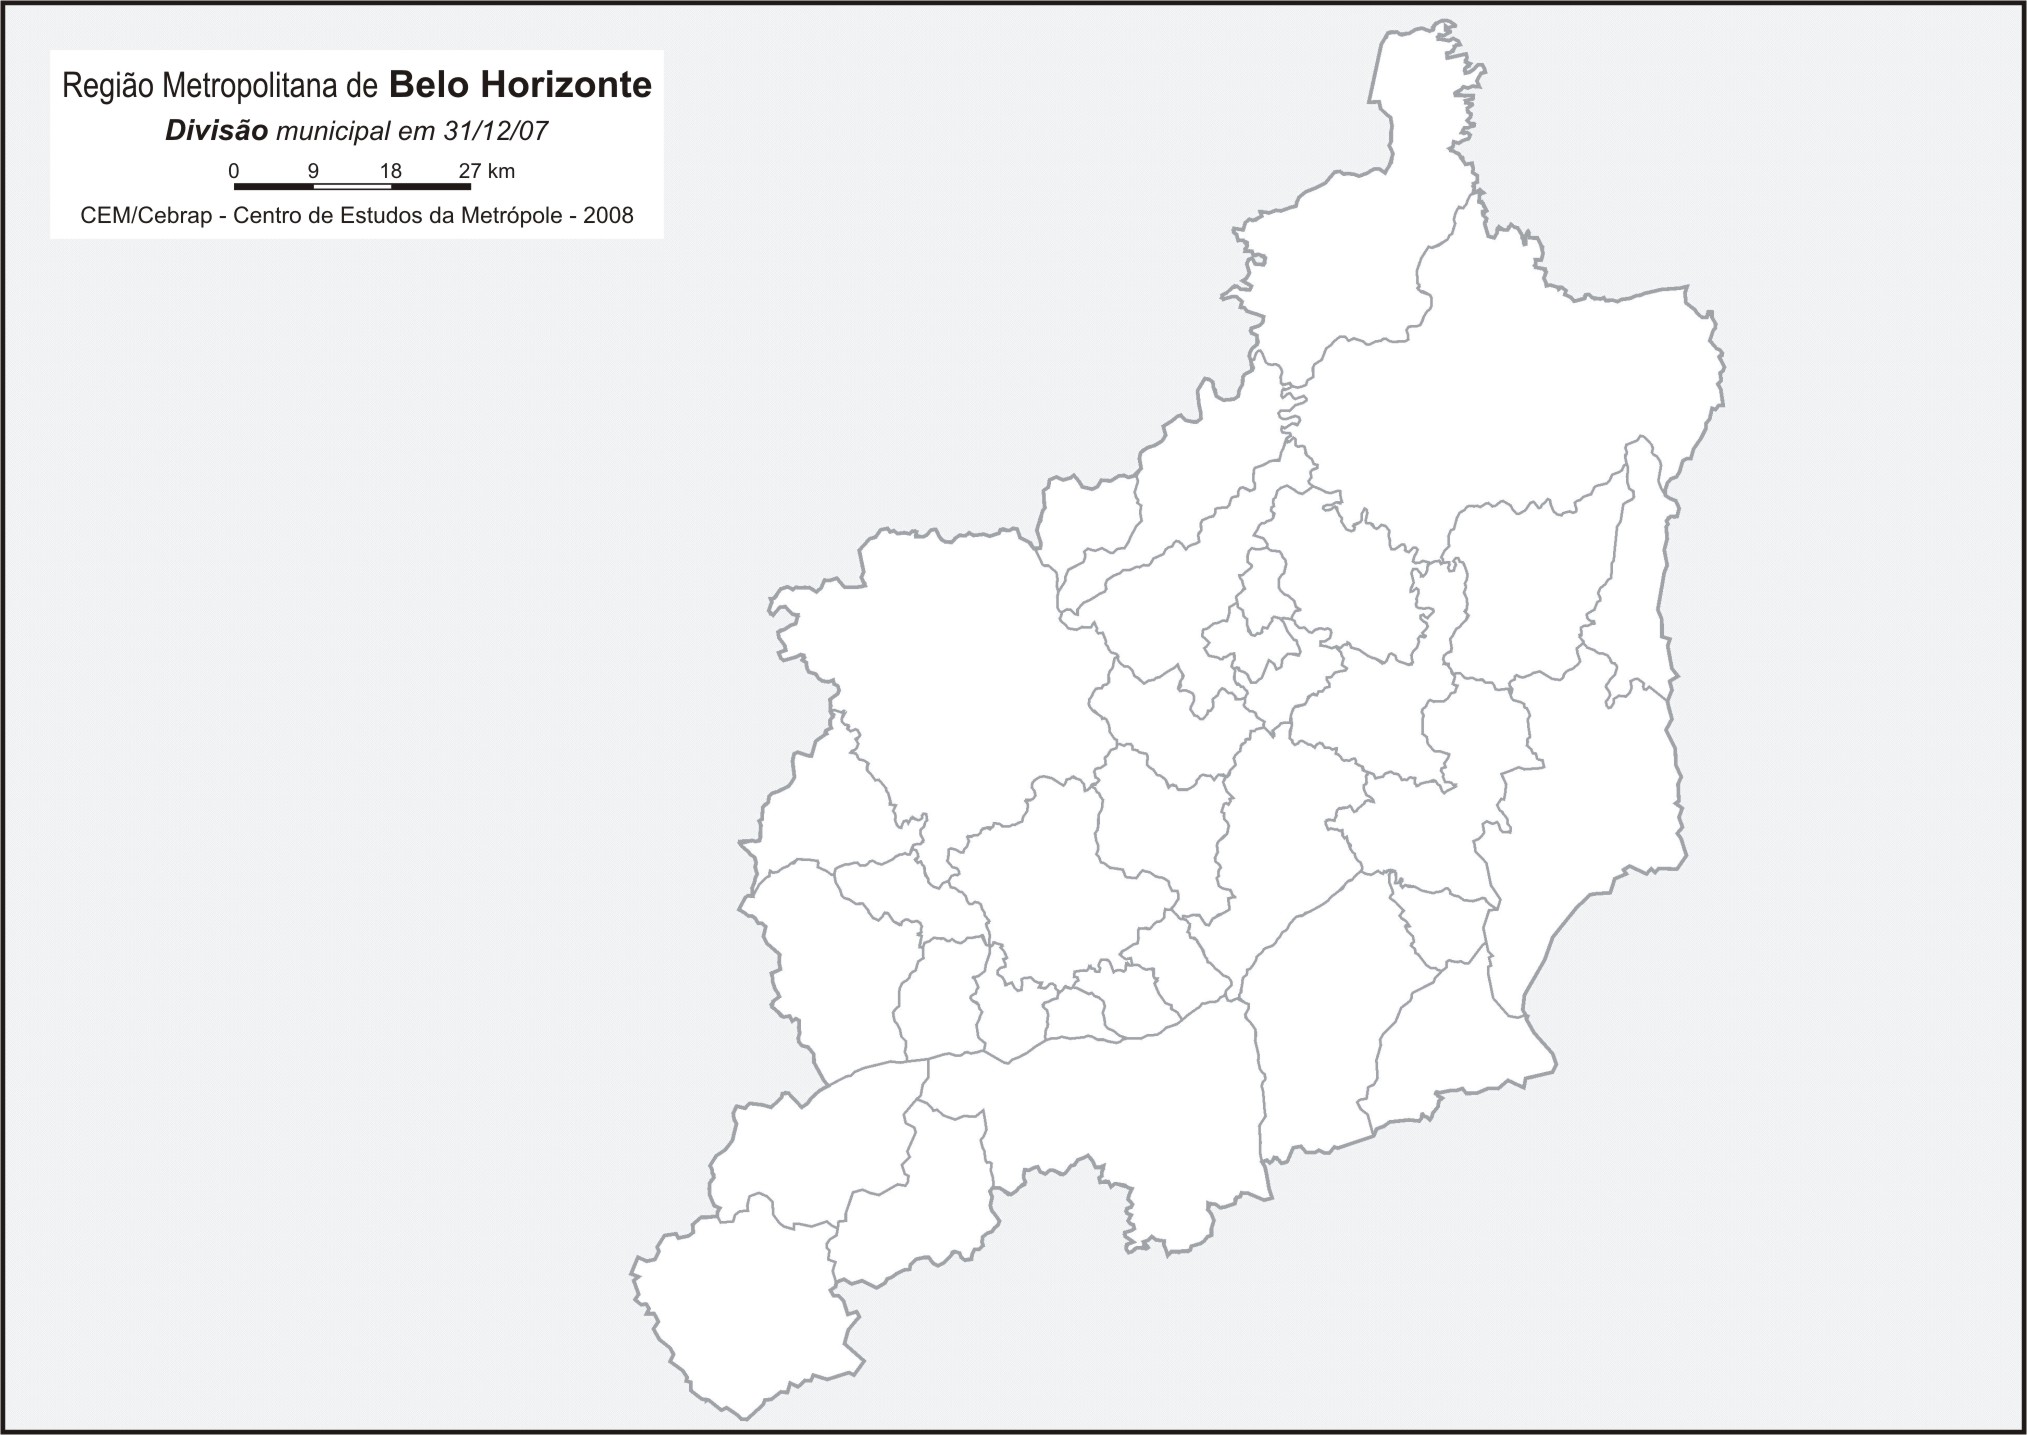 Região Metropolitana de Belo Horizonte
Divisão municipal em 31/12/07
0 9 18 27 km
CEM/Cebrap - Centro de Estudos da Metrópole - 2008